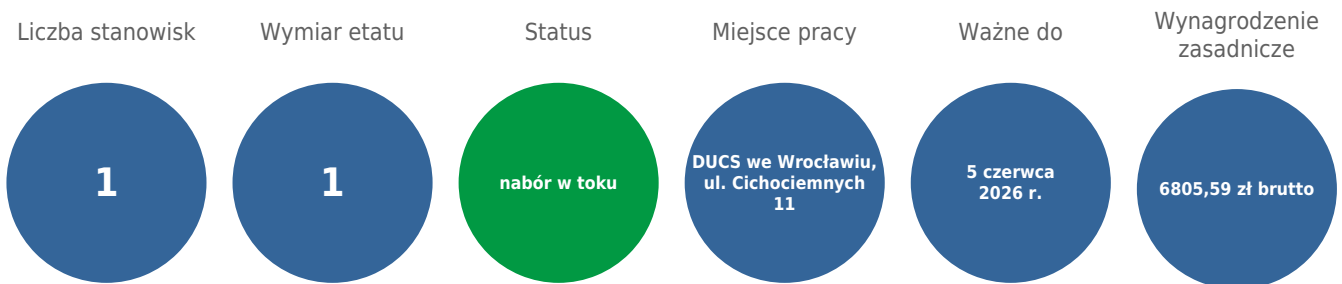 Liczba stanowisk
1
Wymiar etatu
1
Status
nabór w toku
Miejsce pracy
DUCS we Wrocławiu,
ul. Cichociemnych
11
Ważne do
5 czerwca
2026 r.
Wynagrodzenie
zasadnicze
6805,59 zł brutto